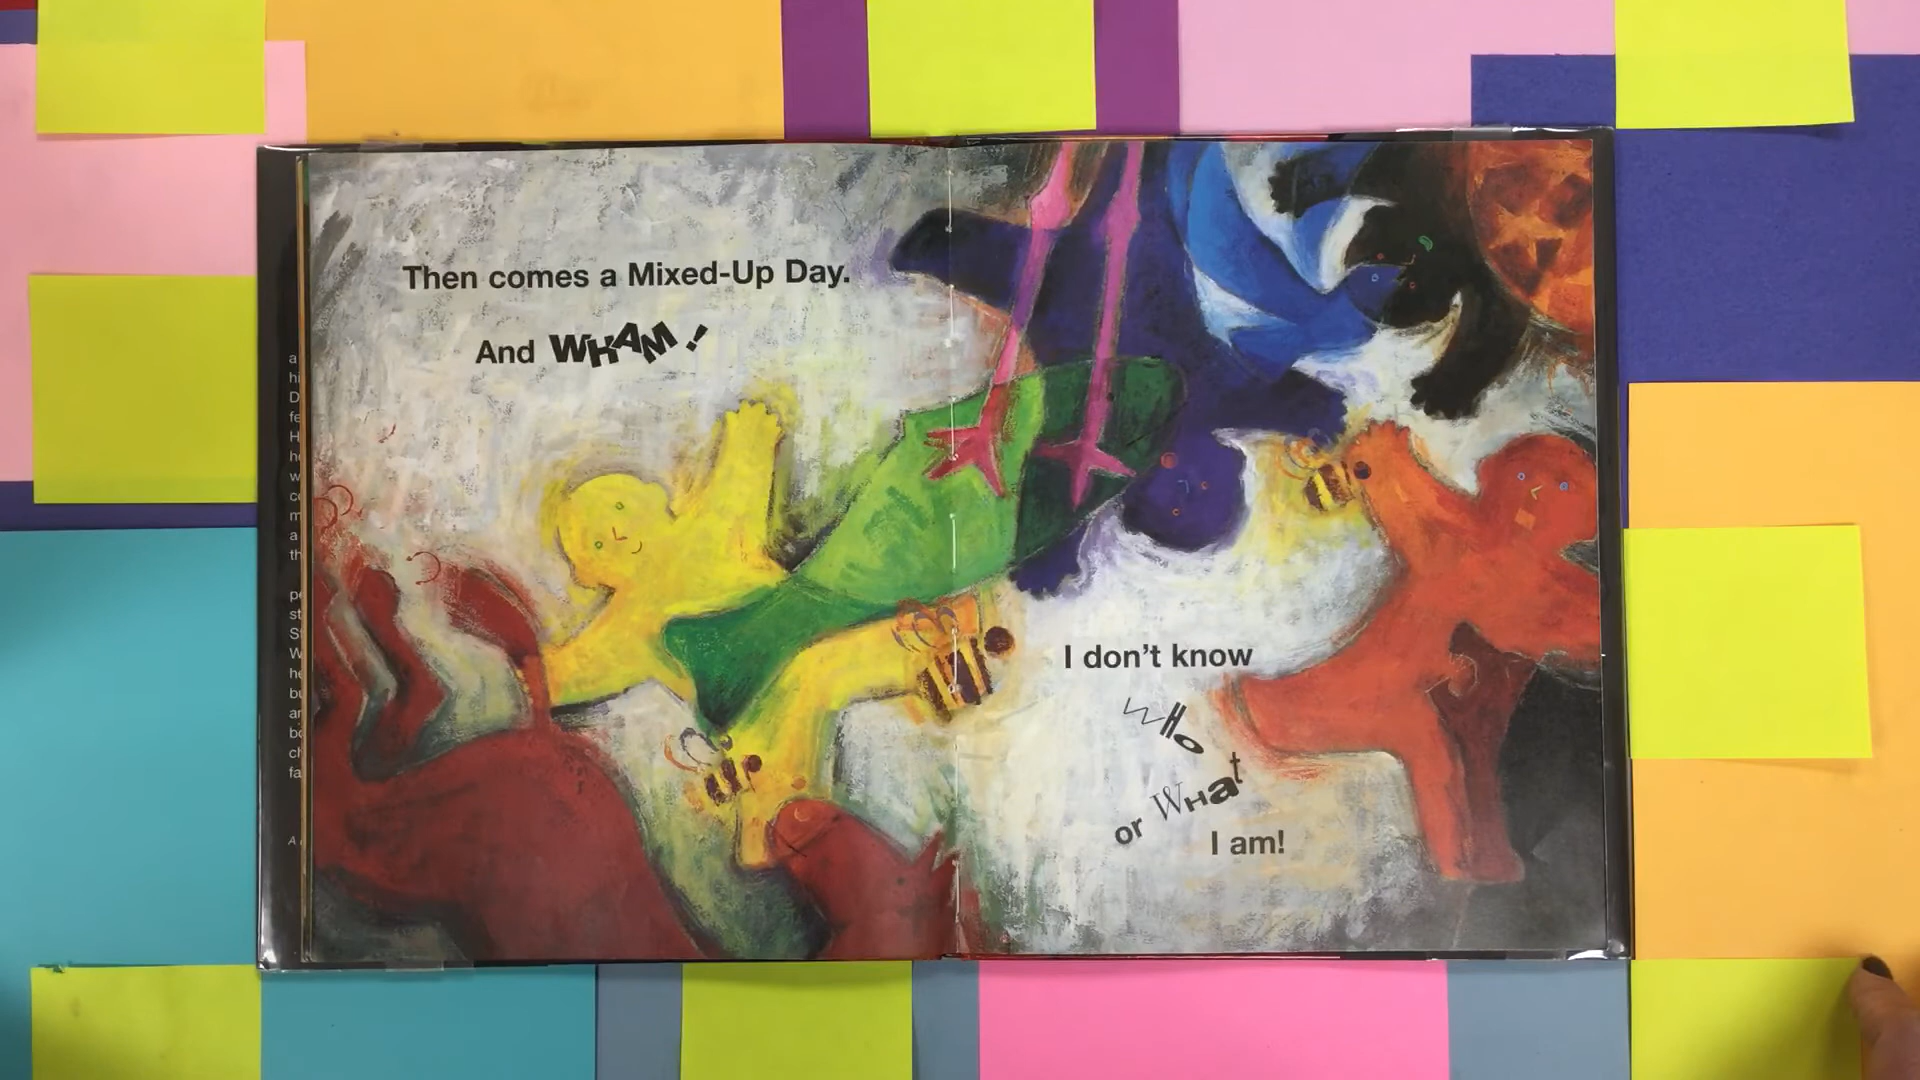 Then comes a Mixed-Up Day.
And WHAM!
I don't know
WHo
or WHat
I am!